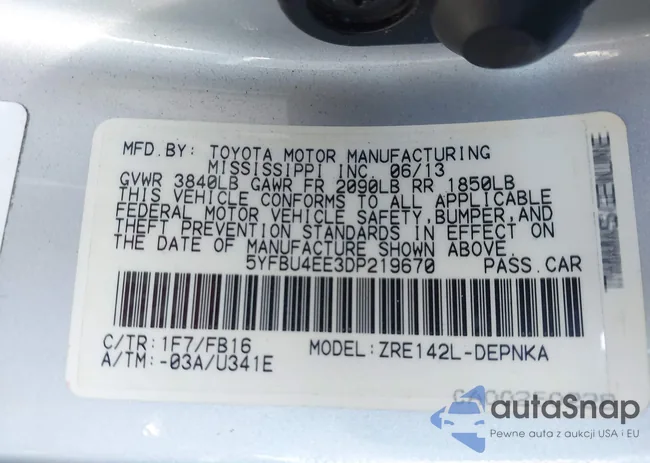 MFD.BY: TOYOTA MOTOR MANUFACTURING
MISSISSIPPI INC. 06/13
GVWR 3840LB GAWR FR 2090LB RR 1850LB
THIS VEHICLE CONFORMS TO ALL APPLICABLE
FEDERAL MOTOR VEHICLE SAFETY,BUMPER,AND
THEFT PREVENTION STANDARDS IN EFFECT ON
THE DATE OF MANUFACTURE SHOWN ABOVE.
5YFBU4EE3DP219670 PASS.CAR
C/TR: 1F7/FB16 MODEL: ZRE142L-DEPNKA
A/TM: -03A/U341E
autaSnap
Pewne auta z aukcji USA i EU